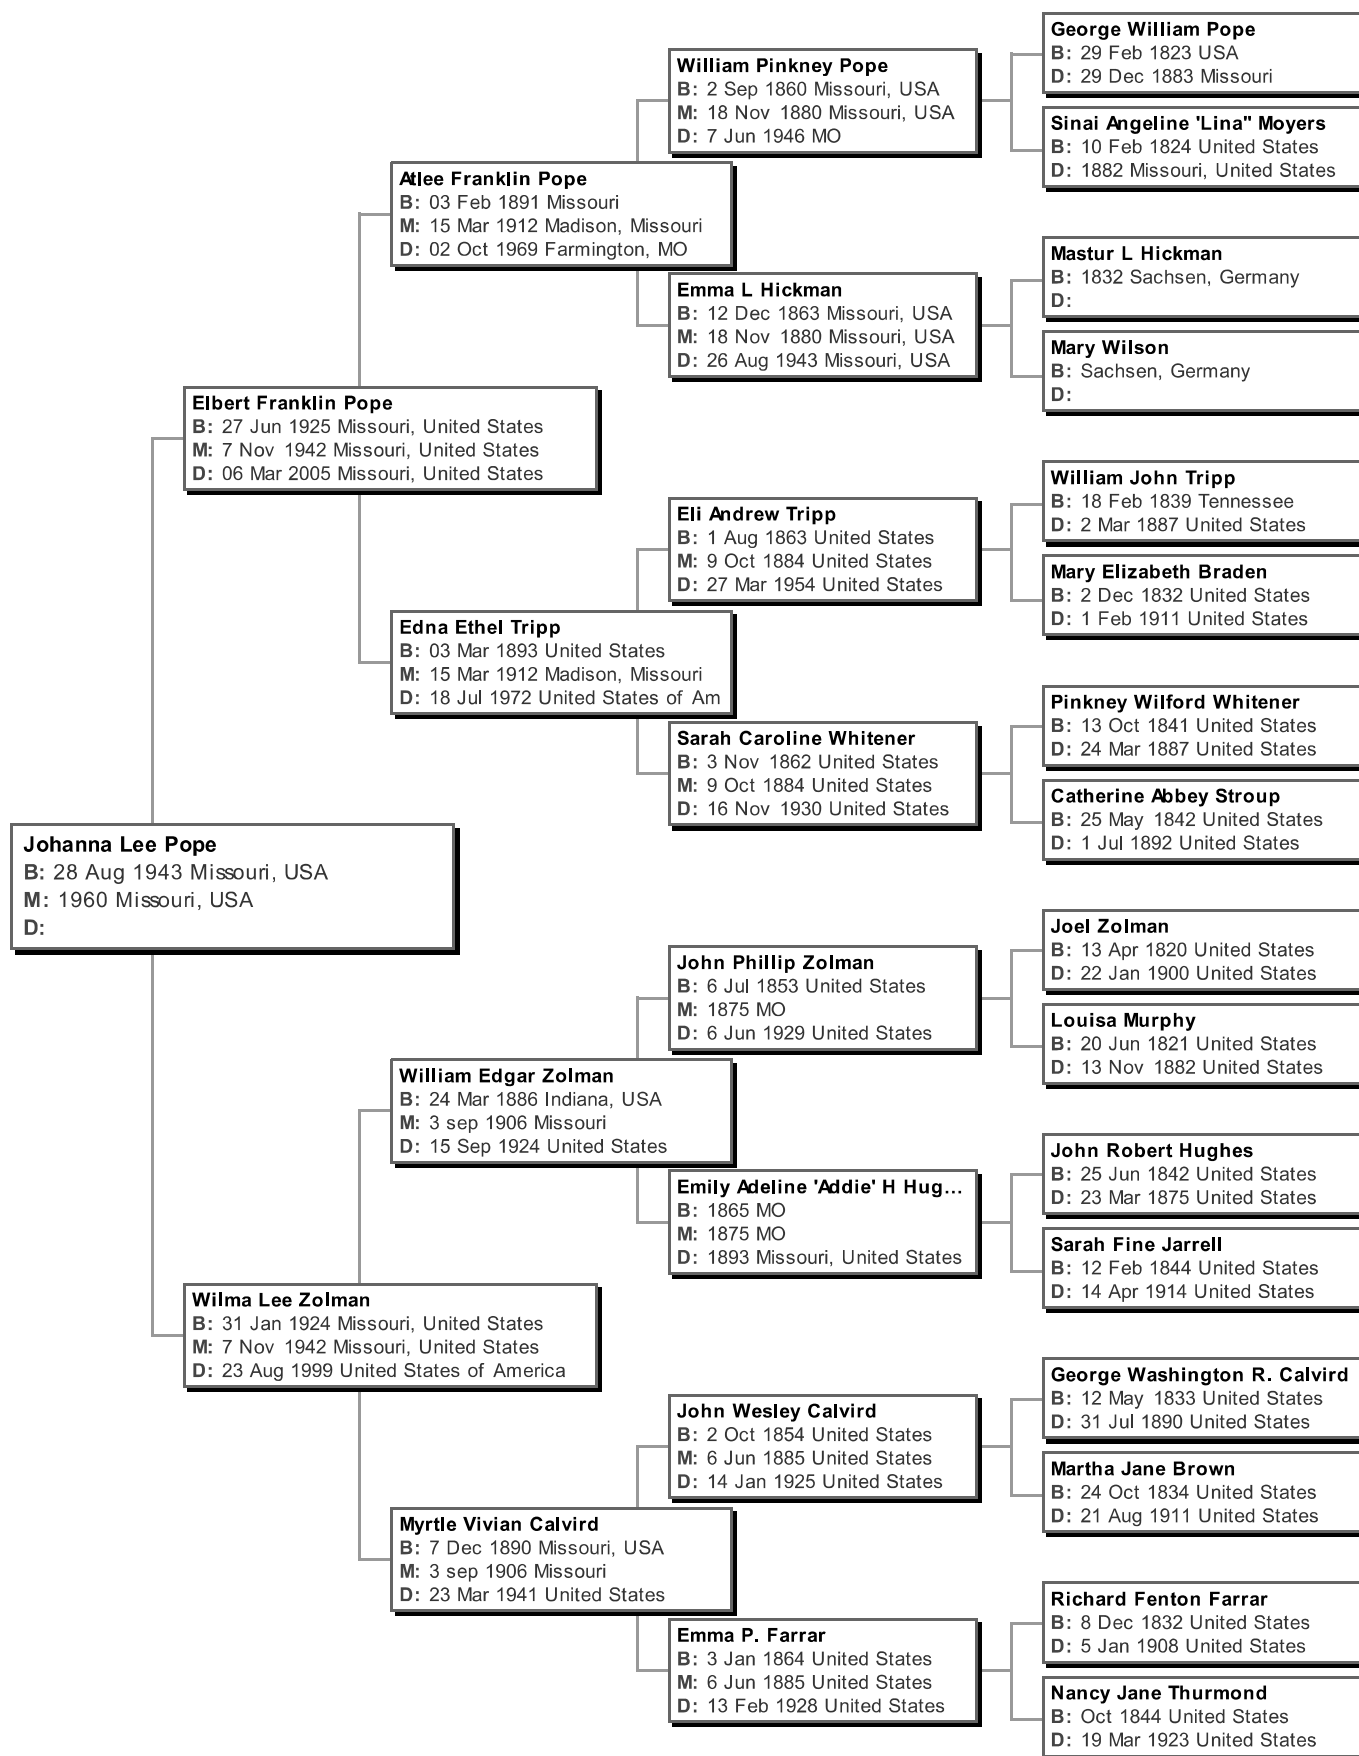 George William Pope
B: 29 Feb 1823 USA
D: 29 Dec 1883 Missouri
William Pinkney Pope
B: 2 Sep 1860 Missouri, USA
M: 18 Nov 1880 Missouri, USA
D: 7 Jun 1946 MO
Sinai Angeline 'Lina" Moyers
B: 10 Feb 1824 United States
D: 1882 Missouri, United States
Atlee Franklin Pope
B: 03 Feb 1891 Missouri
M: 15 Mar 1912 Madison, Missouri
D: 02 Oct 1969 Farmington, MO
Mastur L Hickman
B: 1832 Sachsen, Germany
D:
Emma L Hickman
B: 12 Dec 1863 Missouri, USA
M: 18 Nov 1880 Missouri, USA
D: 26 Aug 1943 Missouri, USA
Mary Wilson
B: Sachsen, Germany
D:
Elbert Franklin Pope
B: 27 Jun 1925 Missouri, United States
M: 7 Nov 1942 Missouri, United States
D: 06 Mar 2005 Missouri, United States
William John Tripp
B: 18 Feb 1839 Tennessee
D: 2 Mar 1887 United States
Eli Andrew Tripp
B: 1 Aug 1863 United States
M: 9 Oct 1884 United States
D: 27 Mar 1954 United States
Mary Elizabeth Braden
B: 2 Dec 1832 United States
D: 1 Feb 1911 United States
Edna Ethel Tripp
B: 03 Mar 1893 United States
M: 15 Mar 1912 Madison, Missouri
D: 18 Jul 1972 United States of Am
Pinkney Wilford Whitener
B: 13 Oct 1841 United States
D: 24 Mar 1887 United States
Sarah Caroline Whitener
B: 3 Nov 1862 United States
M: 9 Oct 1884 United States
D: 16 Nov 1930 United States
Catherine Abbey Stroup
B: 25 May 1842 United States
D: 1 Jul 1892 United States
Johanna Lee Pope
B: 28 Aug 1943 Missouri, USA
M: 1960 Missouri, USA
D:
Joel Zolman
B: 13 Apr 1820 United States
D: 22 Jan 1900 United States
John Phillip Zolman
B: 6 Jul 1853 United States
M: 1875 MO
D: 6 Jun 1929 United States
Louisa Murphy
B: 20 Jun 1821 United States
D: 13 Nov 1882 United States
William Edgar Zolman
B: 24 Mar 1886 Indiana, USA
M: 3 sep 1906 Missouri
D: 15 Sep 1924 United States
John Robert Hughes
B: 25 Jun 1842 United States
D: 23 Mar 1875 United States
Emily Adeline 'Addie' H Hug...
B: 1865 MO
M: 1875 MO
D: 1893 Missouri, United States
Sarah Fine Jarrell
B: 12 Feb 1844 United States
D: 14 Apr 1914 United States
Wilma Lee Zolman
B: 31 Jan 1924 Missouri, United States
M: 7 Nov 1942 Missouri, United States
D: 23 Aug 1999 United States of America
George Washington R. Calvird
B: 12 May 1833 United States
D: 31 Jul 1890 United States
John Wesley Calvird
B: 2 Oct 1854 United States
M: 6 Jun 1885 United States
D: 14 Jan 1925 United States
Martha Jane Brown
B: 24 Oct 1834 United States
D: 21 Aug 1911 United States
Myrtle Vivian Calvird
B: 7 Dec 1890 Missouri, USA
M: 3 sep 1906 Missouri
D: 23 Mar 1941 United States
Richard Fenton Farrar
B: 8 Dec 1832 United States
D: 5 Jan 1908 United States
Emma P. Farrar
B: 3 Jan 1864 United States
M: 6 Jun 1885 United States
D: 13 Feb 1928 United States
Nancy Jane Thurmond
B: Oct 1844 United States
D: 19 Mar 1923 United States